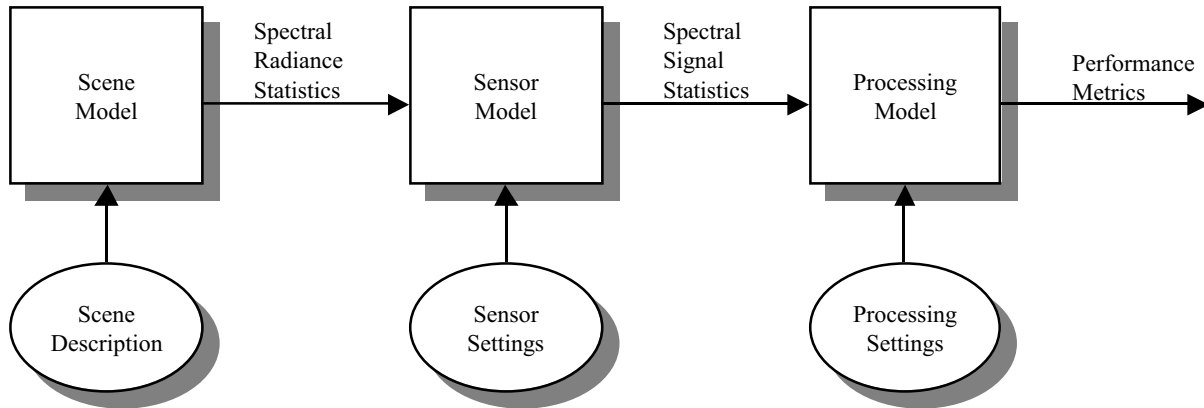 Scene
Model
Spectral
Radiance
Statistics
Sensor
Model
Spectral
Signal
Statistics
Processing
Model
Performance
Metrics
Scene
Description
Sensor
Settings
Processing
Settings